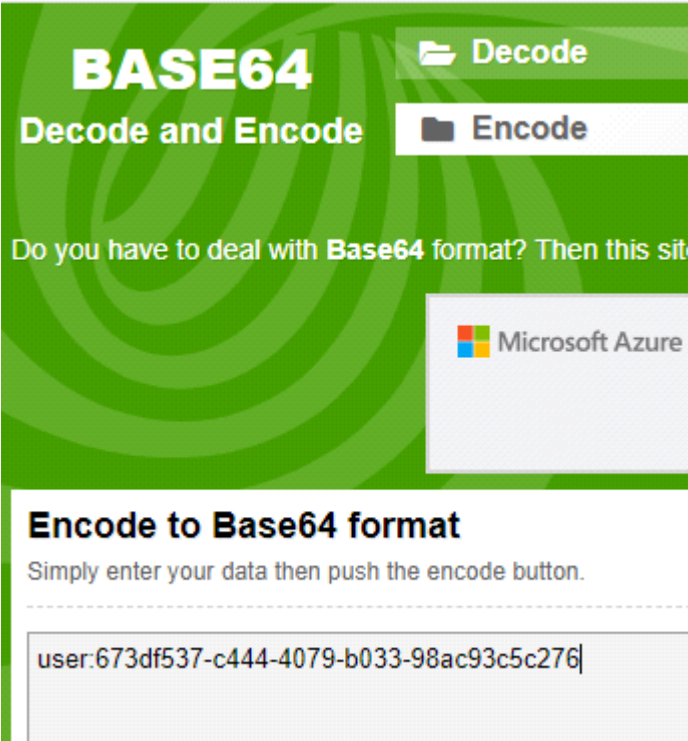 BASE64
Decode and Encode
Decode
Encode
Do you have to deal with Base64 format? Then this site
Microsoft Azure
Encode to Base64 format
Simply enter your data then push the encode button.
user:673df537-c444-4079-b033-98ac93c5c276